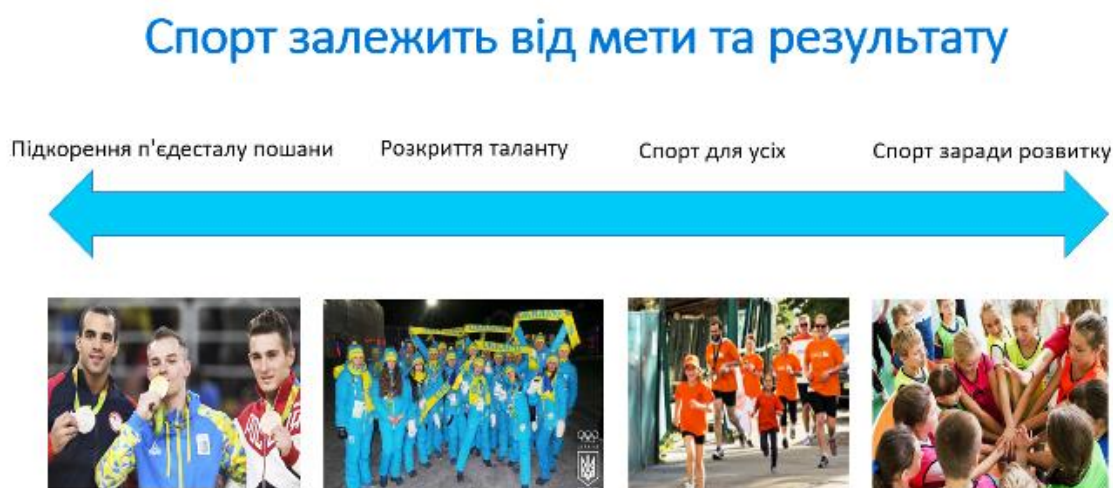 Спорт залежить від мети та результату
Підкорення п'єдесталу пошани
Розкриття таланту
Спорт для усіх
Спорт заради розвитку